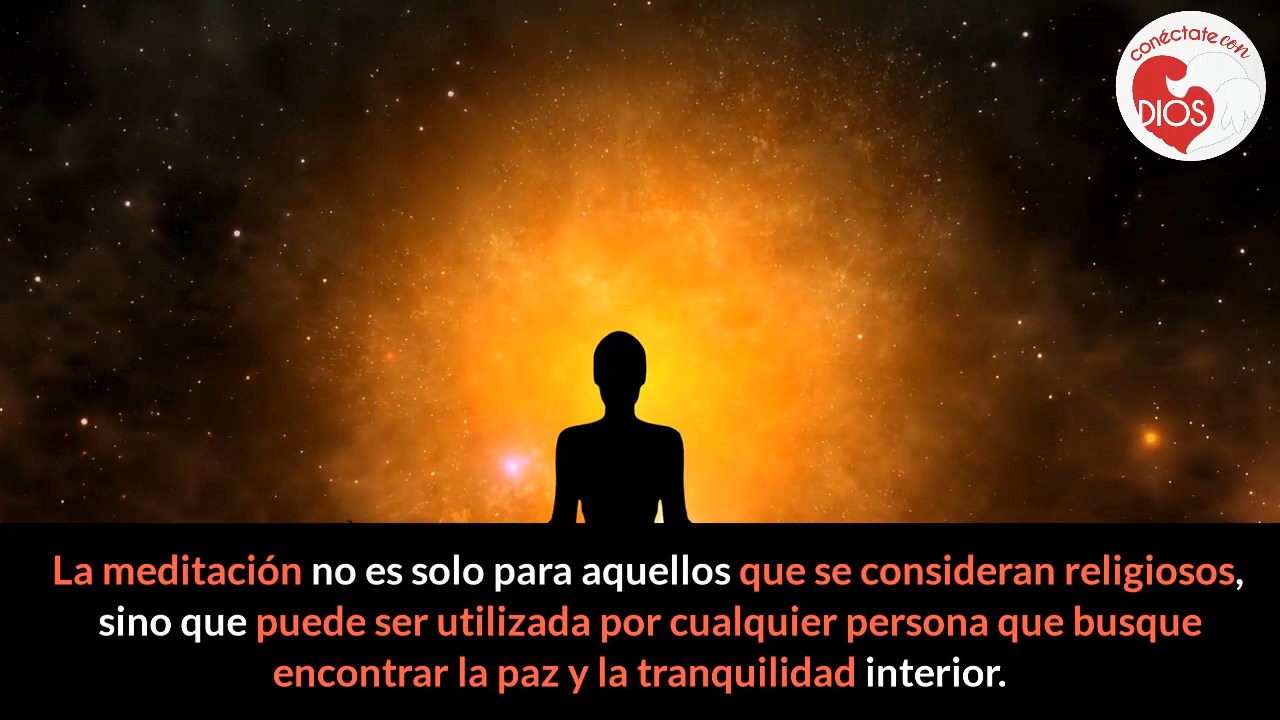 conéctate con
DIOS
La meditación no es solo para aquellos que se consideran religiosos,
sino que puede ser utilizada por cualquier persona que busque
encontrar la paz y la tranquilidad interior.